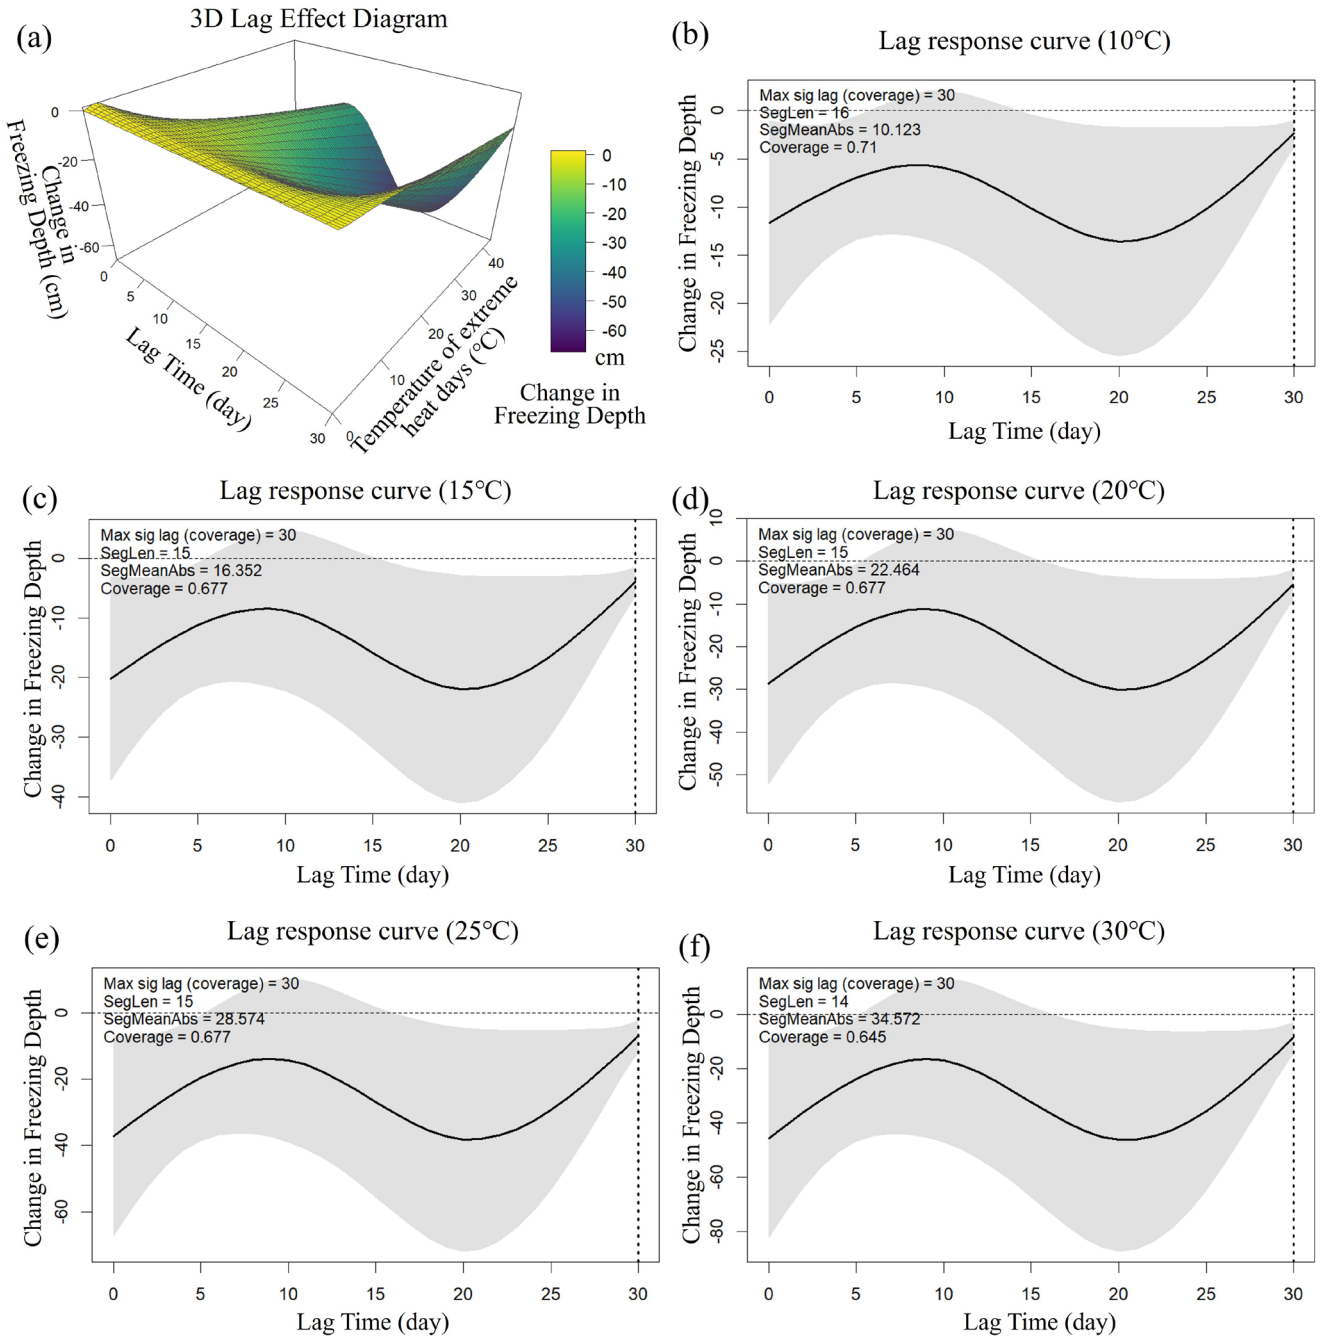 (a)
3D Lag Effect Diagram
0
-20
-40
-60
Change in
Freezing Depth (cm)
0
5
10
15
20
25
30
Lag Time (day)
0
10
20
30
40
Temperature of extreme
heat days (°C)
0
-10
-20
-30
-40
-50
-60
cm
Change in
Freezing Depth
(b)
Lag response curve (10°C)
Max sig lag (coverage) = 30
SegLen = 16
SegMeanAbs = 10.123
Coverage = 0.71
Change in Freezing Depth
0
-5
-10
-15
-20
-25
0 5 10 15 20 25 30
Lag Time (day)
(c)
Lag response curve (15°C)
Max sig lag (coverage) = 30
SegLen = 15
SegMeanAbs = 16.352
Coverage = 0.677
Change in Freezing Depth
0
-10
-20
-30
-40
0 5 10 15 20 25 30
Lag Time (day)
(d)
Lag response curve (20°C)
Max sig lag (coverage) = 30
SegLen = 15
SegMeanAbs = 22.464
Coverage = 0.677
Change in Freezing Depth
10
0
-10
-20
-30
-50
0 5 10 15 20 25 30
Lag Time (day)
(e)
Lag response curve (25°C)
Max sig lag (coverage) = 30
SegLen = 15
SegMeanAbs = 28.574
Coverage = 0.677
Change in Freezing Depth
0
-20
-40
-60
0 5 10 15 20 25 30
Lag Time (day)
(f)
Lag response curve (30°C)
Max sig lag (coverage) = 30
SegLen = 14
SegMeanAbs = 34.572
Coverage = 0.645
Change in Freezing Depth
0
-20
-40
-60
-80
0 5 10 15 20 25 30
Lag Time (day)